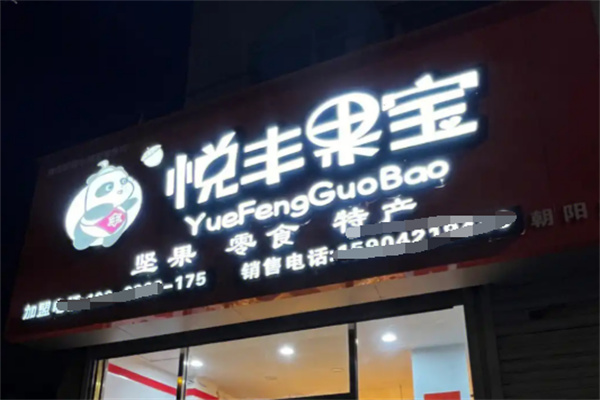 悦丰果宝
YueFengGuoBao
坚果 零食 特产
朝阳
销售电话:
加盟 -175